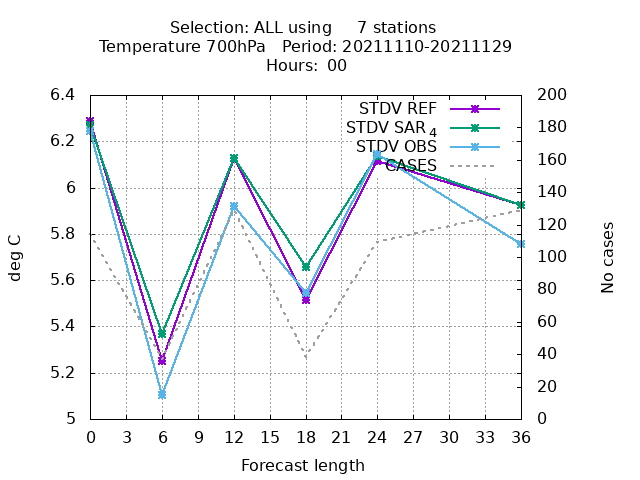 Selection: ALL using     7 stations
Temperature 700hPa   Period: 20211110-20211129
Hours:  00
STDV REF
STDV SAR4
STDV OBS
CASES
6.4
6.2
6
5.8
5.6
5.4
5.2
5
deg C
200
180
160
140
120
100
80
60
40
20
0
No cases
0 3 6 9 12 15 18 21 24 27 30 33 36
Forecast length